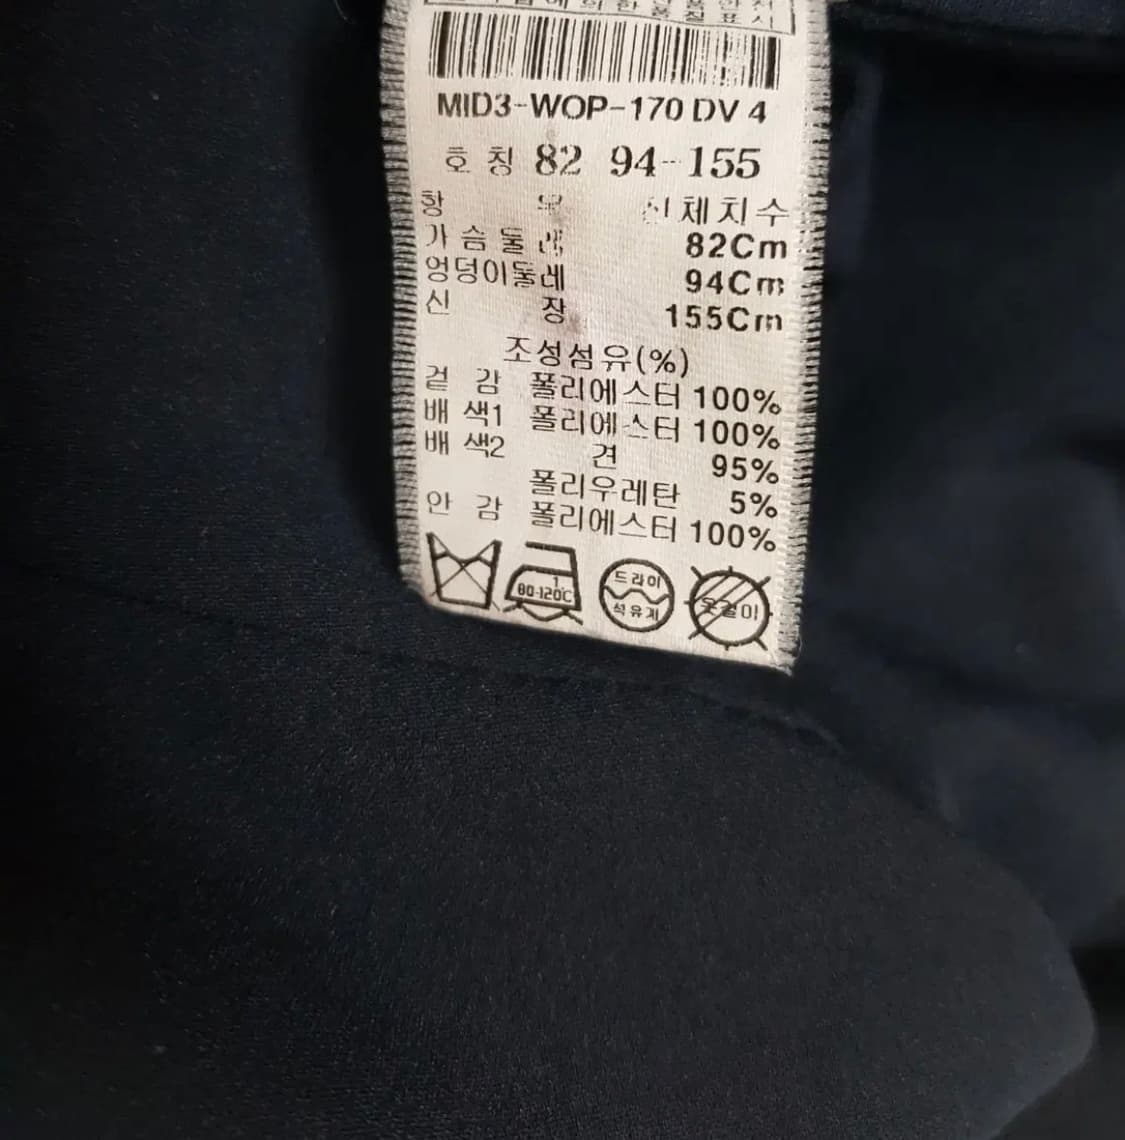 MID3-WOP-170 DV 4
호 칭 82 94-155
항 목 신체치수
가 슴 둘 레 82Cm
엉덩이둘레 94Cm
신 장 155Cm
조성섬유(%)
겉 감 폴리에스터 100%
배 색1 폴리에스터 100%
배 색2 견 95%
폴리우레탄 5%
안 감 폴리에스터 100%
1
80-120℃
드라이
석유계
옷걸이